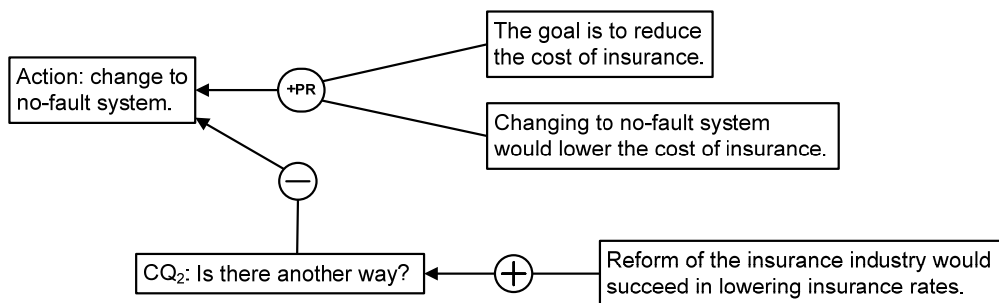 The goal is to reduce
the cost of insurance.
Action: change to
no-fault system.
+PR
Changing to no-fault system
would lower the cost of insurance.
−
CQ₂: Is there another way?
+
Reform of the insurance industry would
succeed in lowering insurance rates.